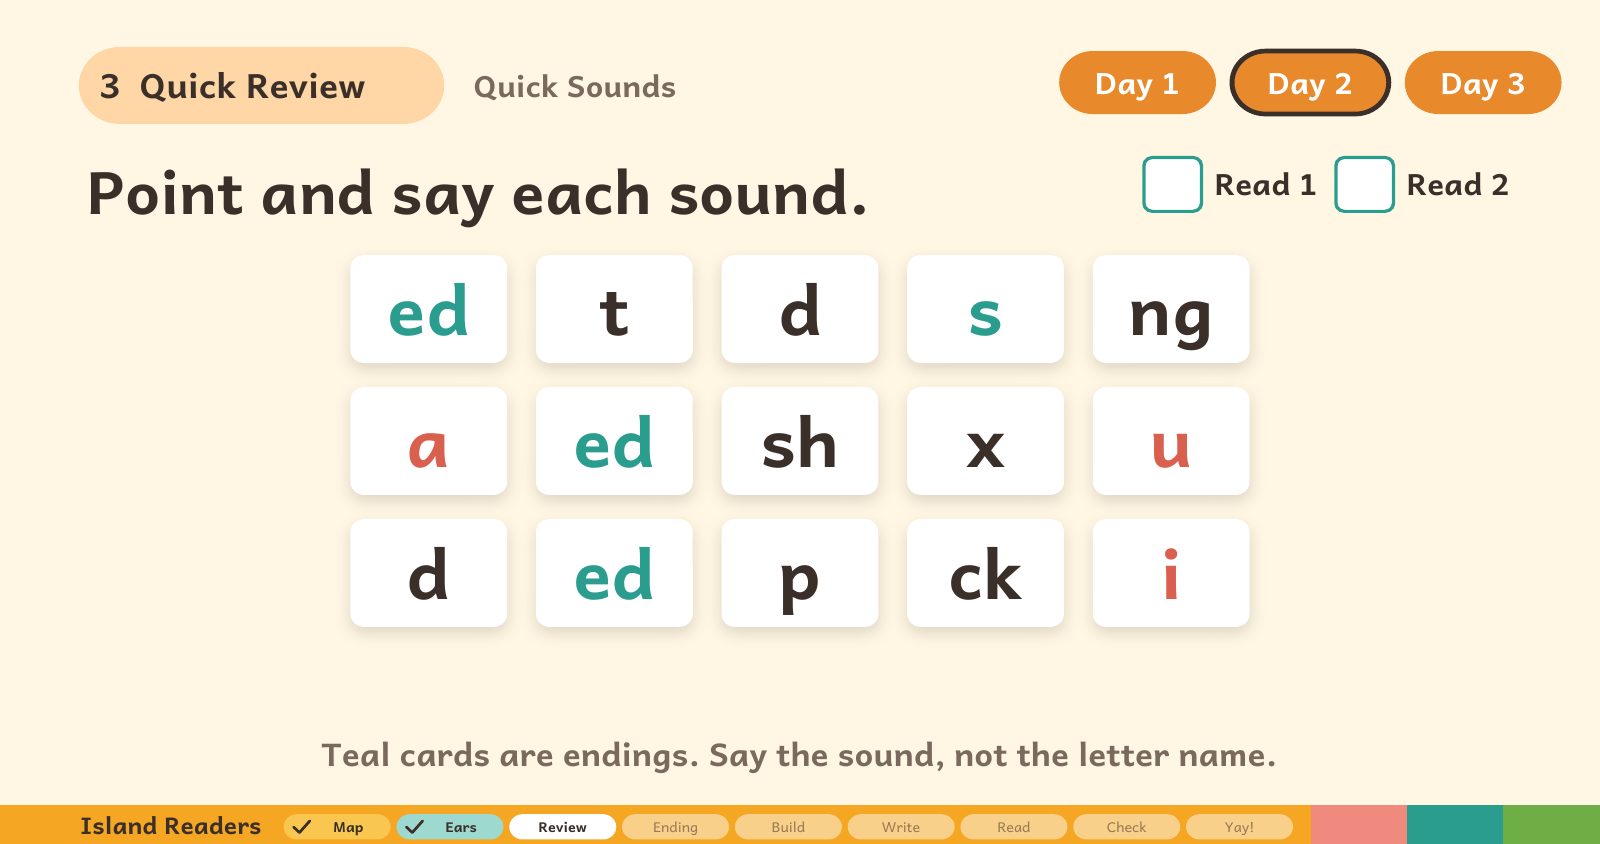 3 Quick Review
Quick Sounds
Day 1 Day 2 Day 3
Point and say each sound.
Read 1 Read 2
ed t d s ng
a ed sh x u
d ed p ck i
Teal cards are endings. Say the sound, not the letter name.
Island Readers Map Ears Review Ending Build Write Read Check Yay!